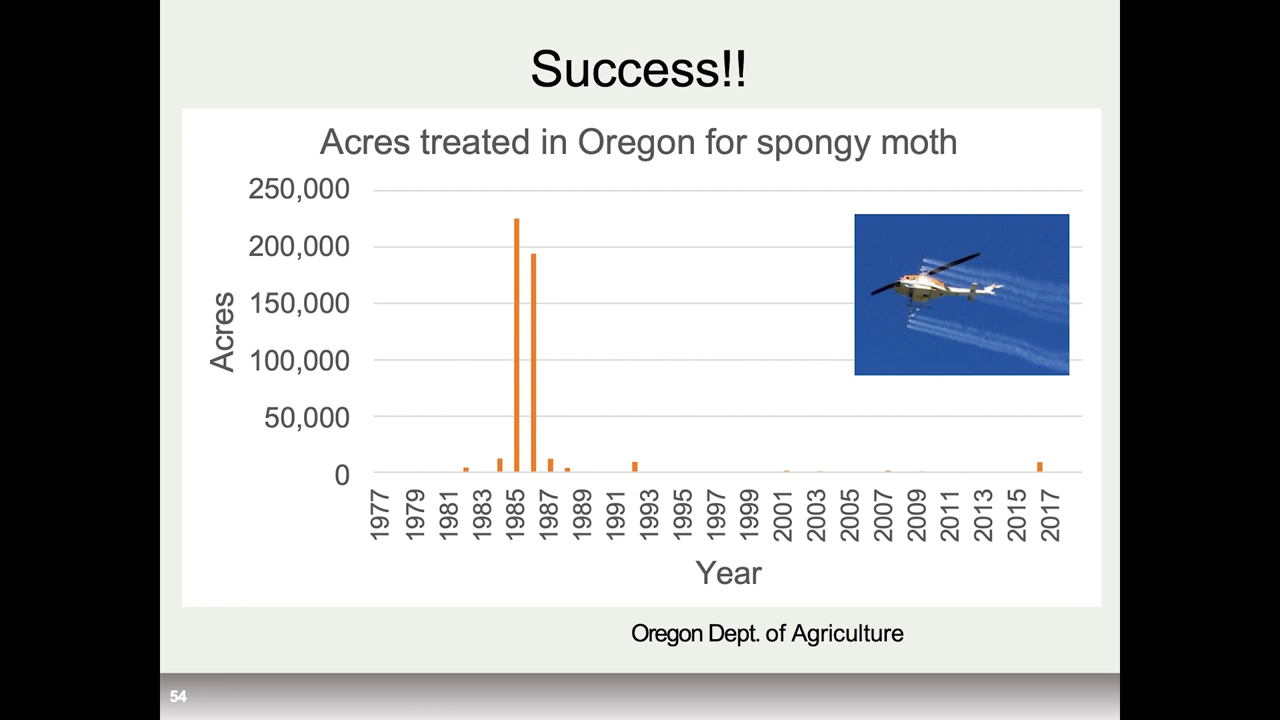 Success!!
Acres treated in Oregon for spongy moth
250,000
200,000
150,000
100,000
50,000
0
Acres
1977 1979 1981 1983 1985 1987 1989 1991 1993 1995 1997 1999 2001 2003 2005 2007 2009 2011 2013 2015 2017
Year
Oregon Dept. of Agriculture
54